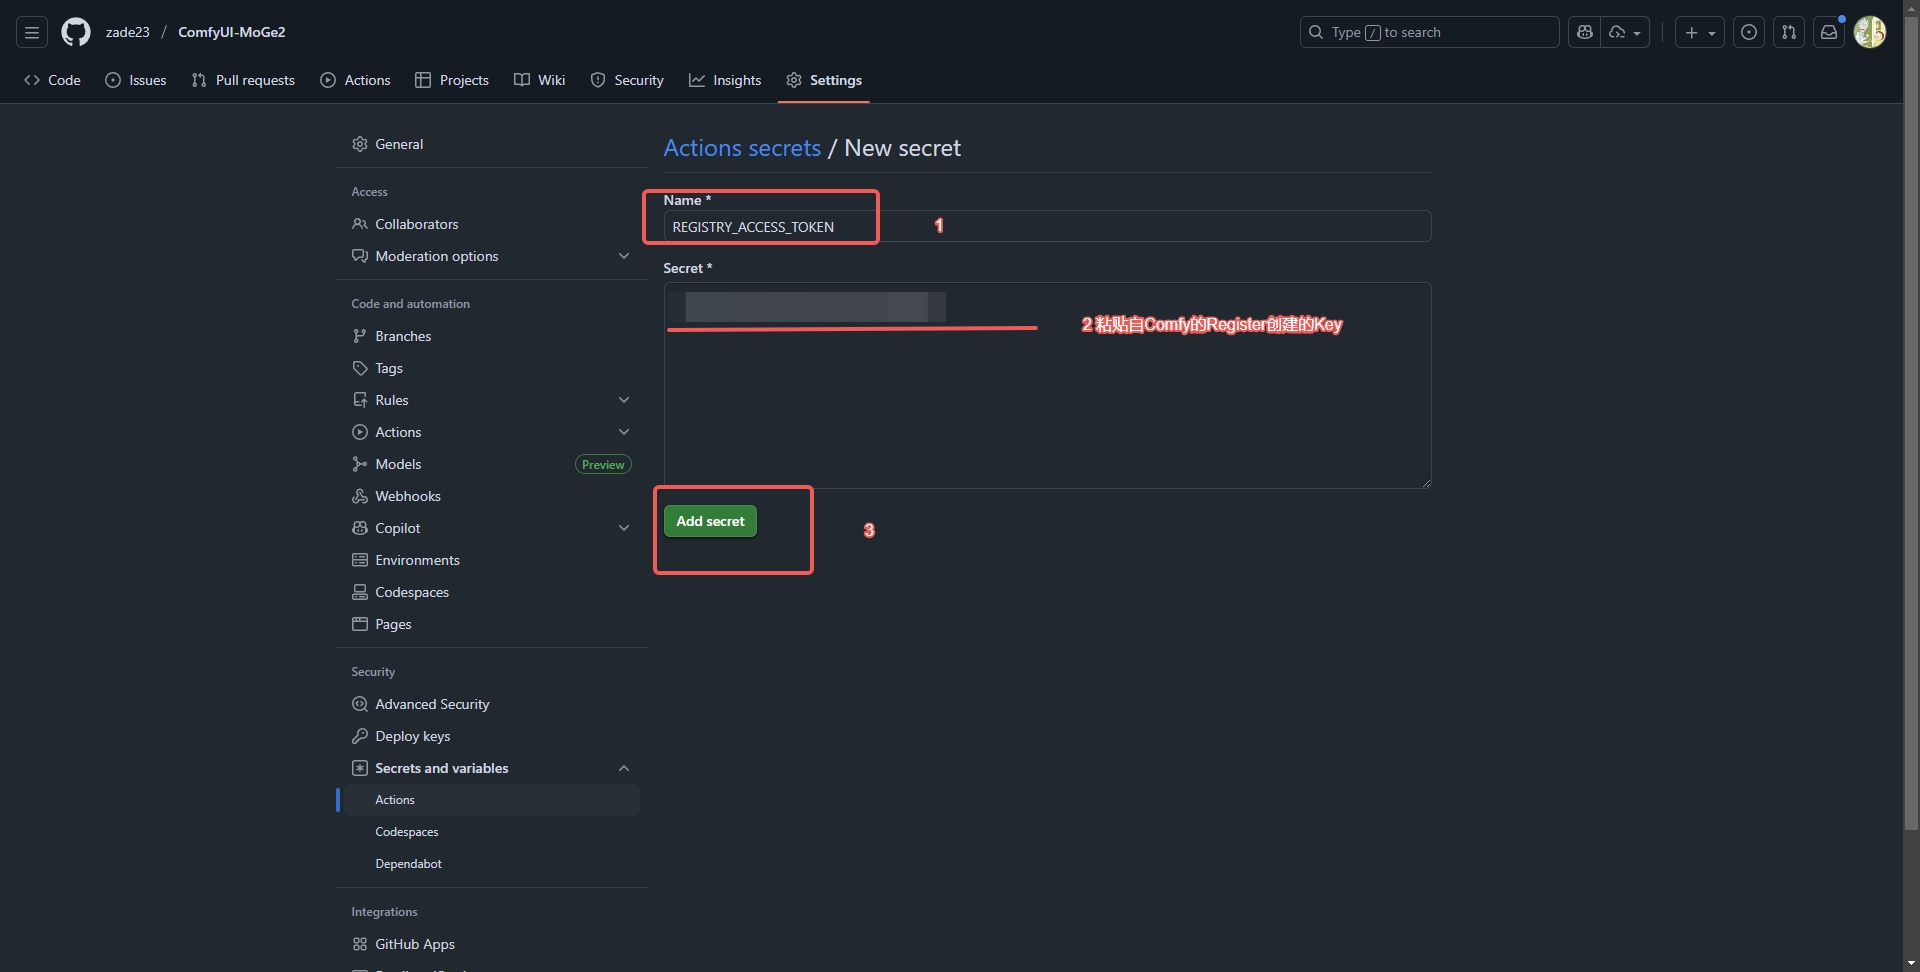 zade23 / ComfyUI-MoGe2
Type / to search
Code
Issues
Pull requests
Actions
Projects
Wiki
Security
Insights
Settings
General
Access
Collaborators
Moderation options
Code and automation
Branches
Tags
Rules
Actions
Models
Preview
Webhooks
Copilot
Environments
Codespaces
Pages
Security
Advanced Security
Deploy keys
Secrets and variables
Actions
Codespaces
Dependabot
Integrations
GitHub Apps
Actions secrets / New secret
Name *
REGISTRY_ACCESS_TOKEN
1
Secret *
2 粘贴自Comfy的Register创建的Key
Add secret
3